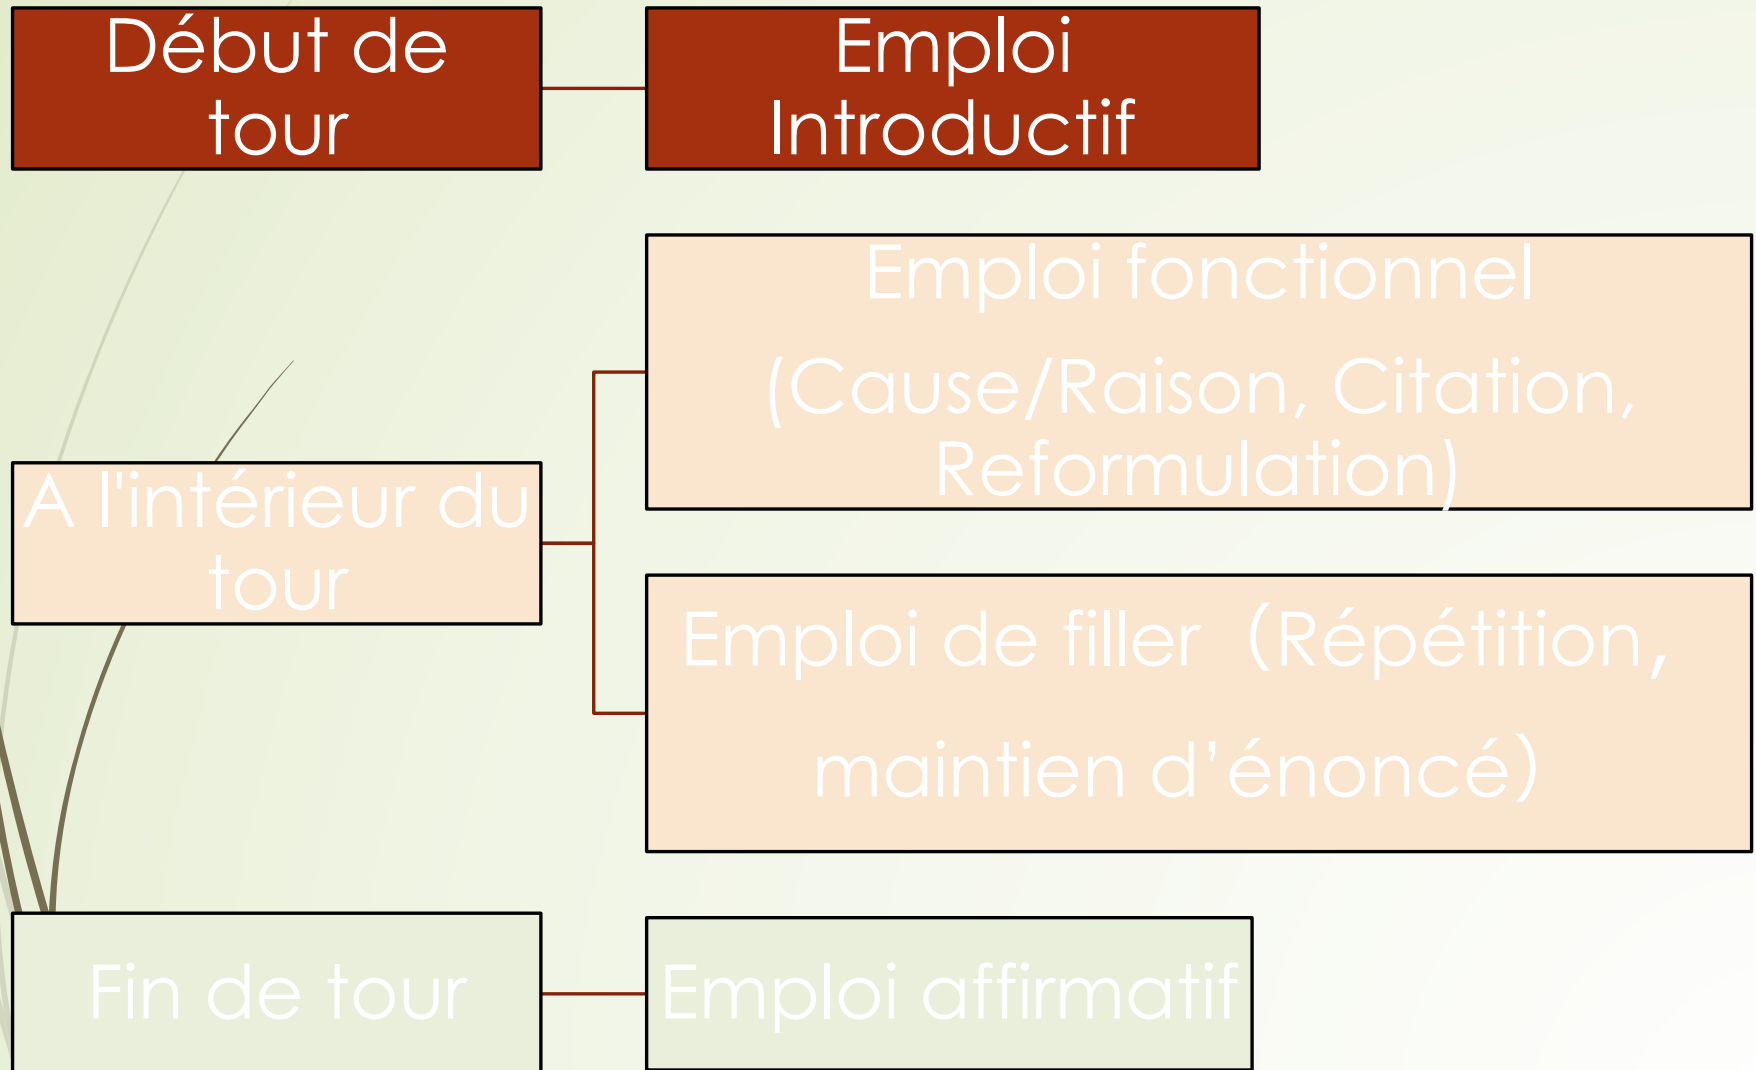 Début de
tour
Emploi
Introductif
Emploi fonctionnel
(Cause/Raison, Citation,
Reformulation)
A l'intérieur du
tour
Emploi de filler（Répétition,
maintien d’énoncé）
Fin de tour
Emploi affirmatif